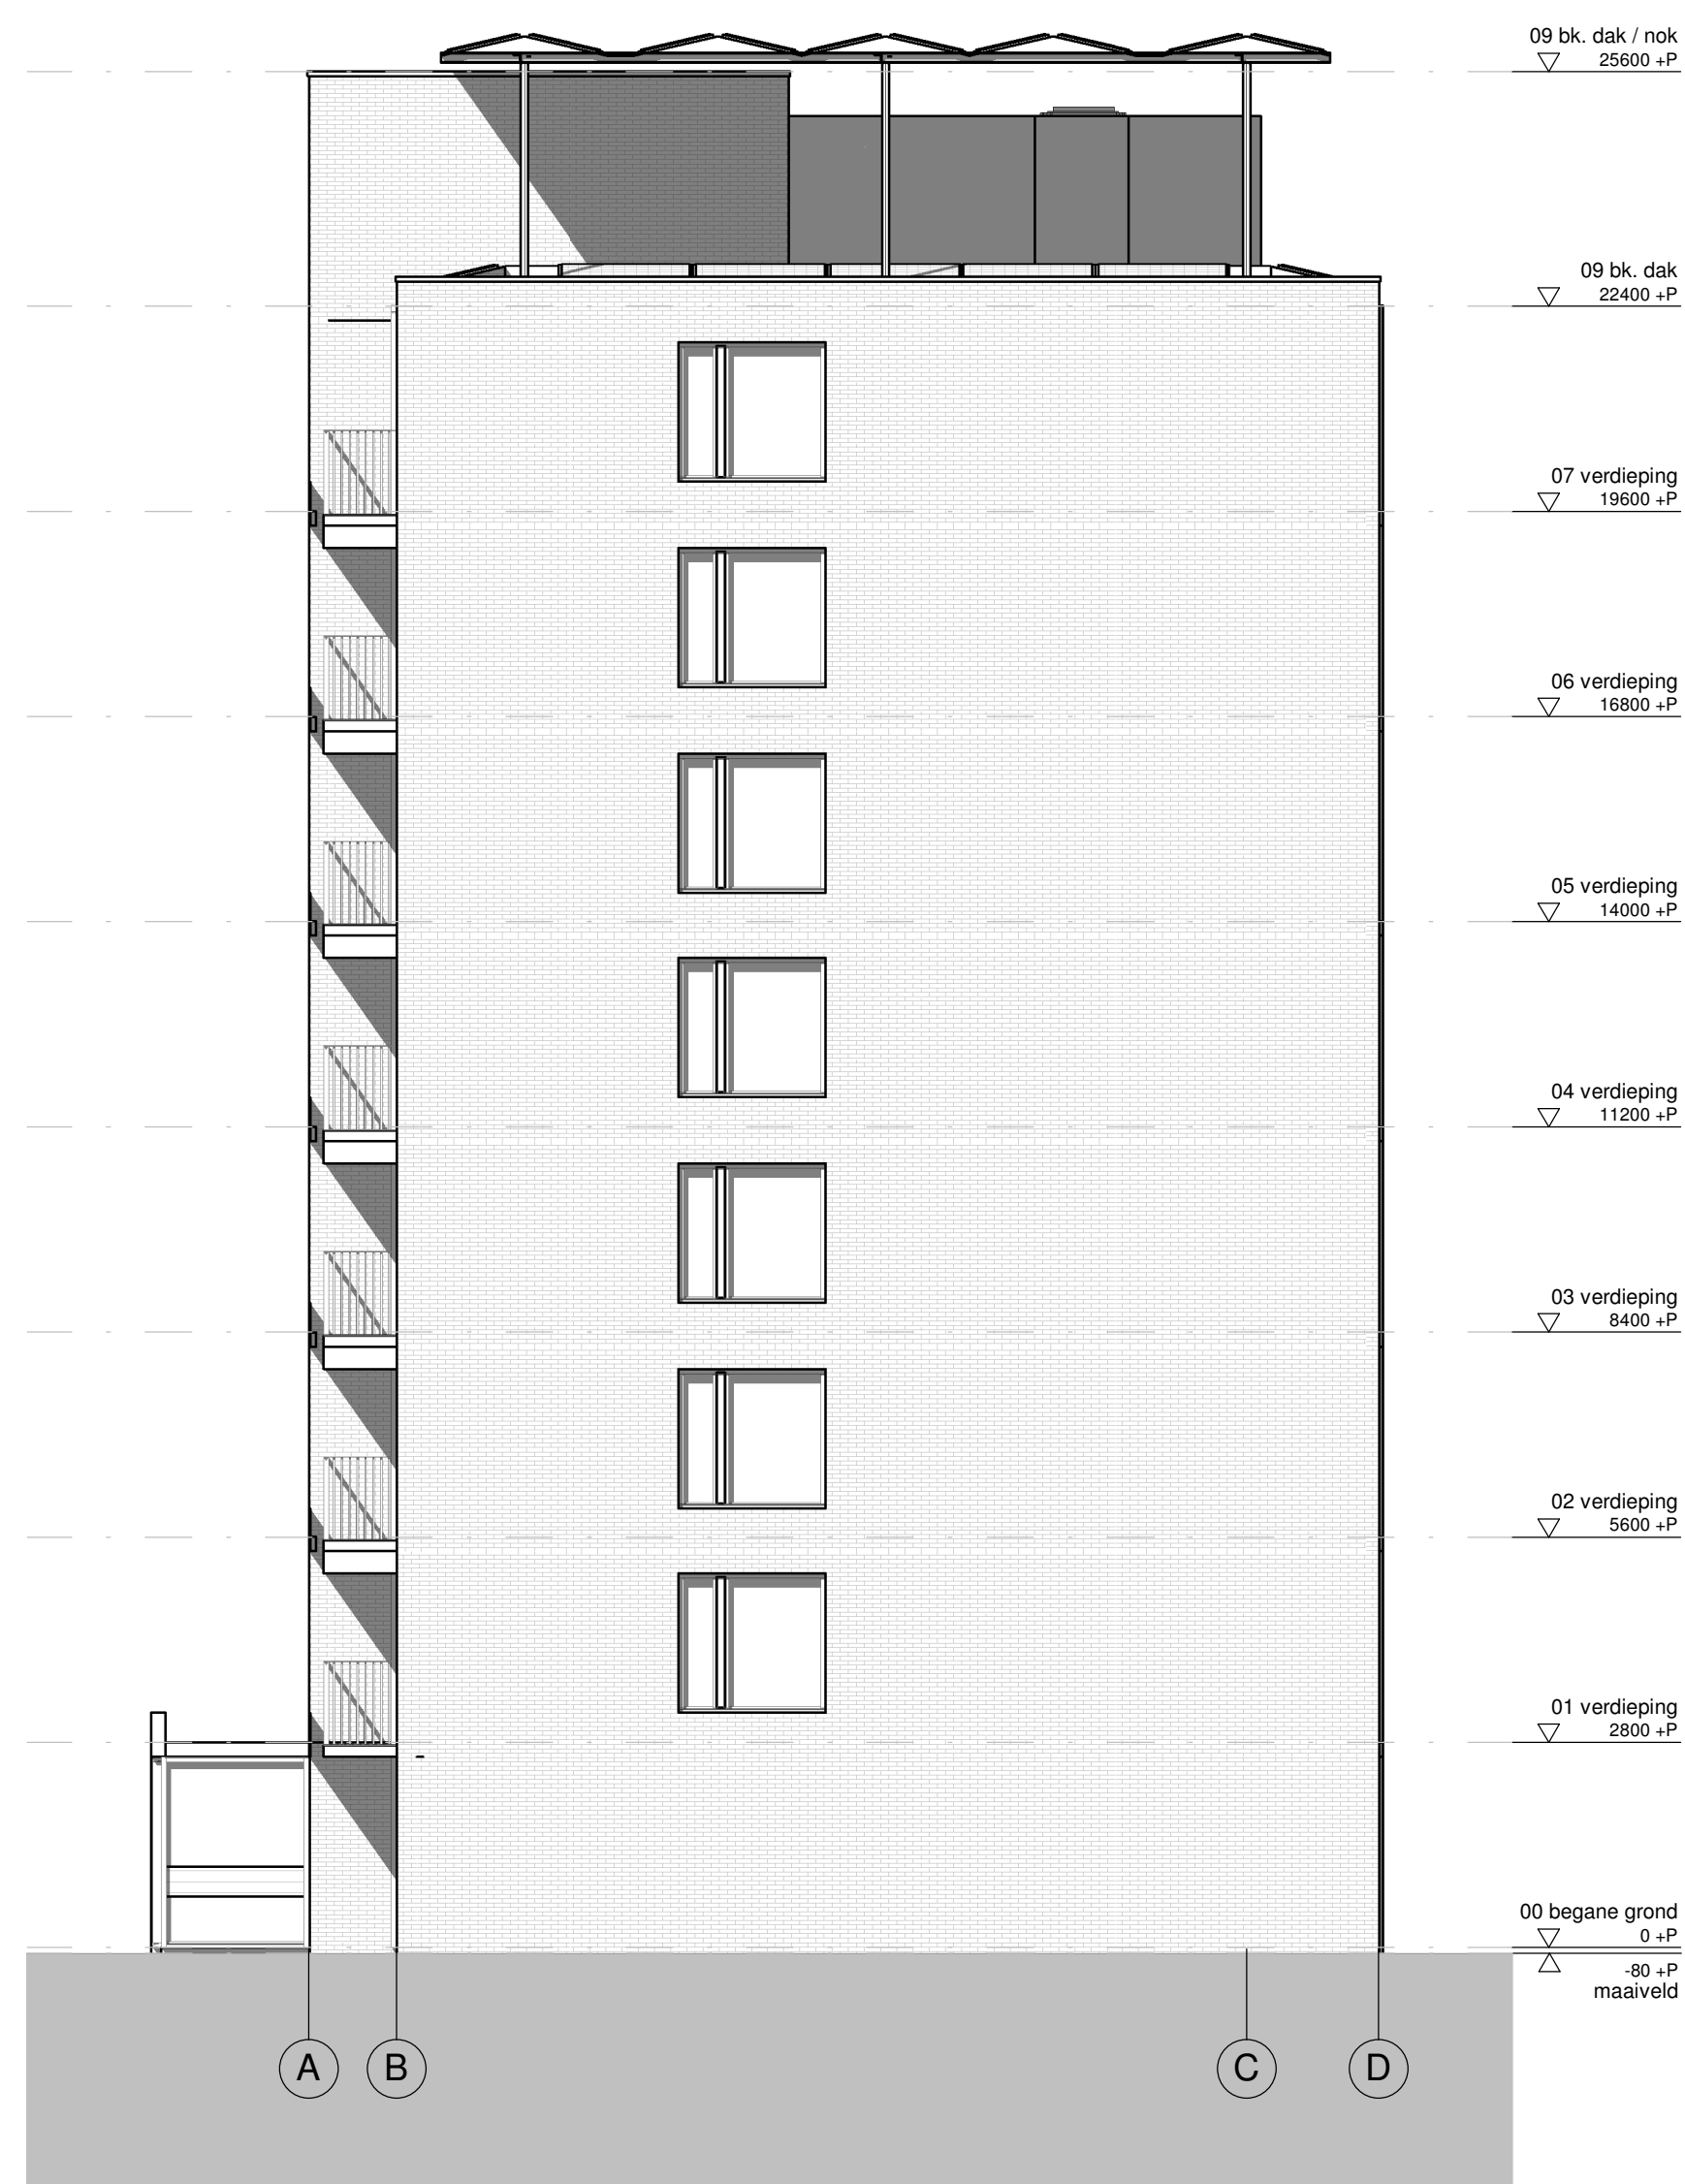 09 bk. dak / nok
25600 +P
09 bk. dak
22400 +P
07 verdieping
19600 +P
06 verdieping
16800 +P
05 verdieping
14000 +P
04 verdieping
11200 +P
03 verdieping
8400 +P
02 verdieping
5600 +P
01 verdieping
2800 +P
00 begane grond
0 +P
-80 +P
maaiveld
A B C D